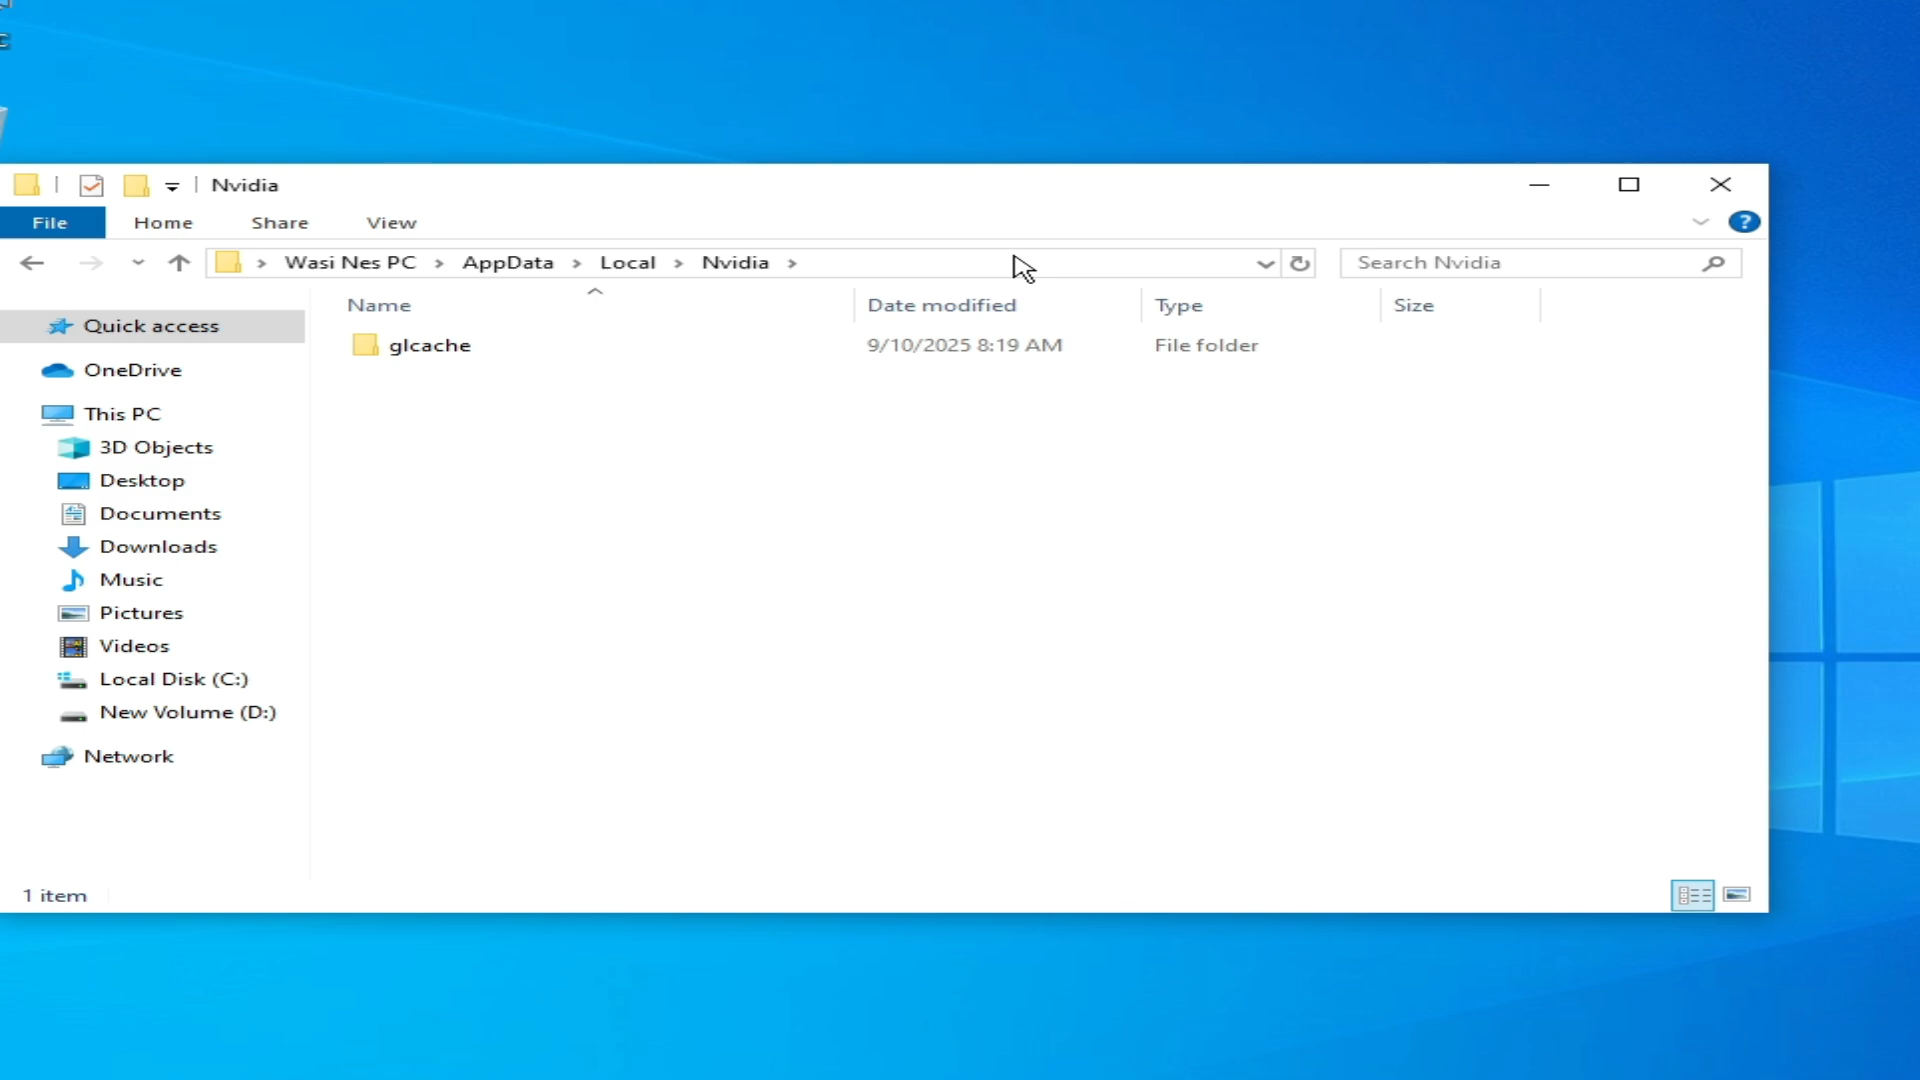 Nvidia
File Home Share View
Wasi Nes PC > AppData > Local > Nvidia > Search Nvidia
Name Date modified Type Size
glcache 9/10/2025 8:19 AM File folder
Quick access
OneDrive
This PC
3D Objects
Desktop
Documents
Downloads
Music
Pictures
Videos
Local Disk (C:)
New Volume (D:)
Network
1 item